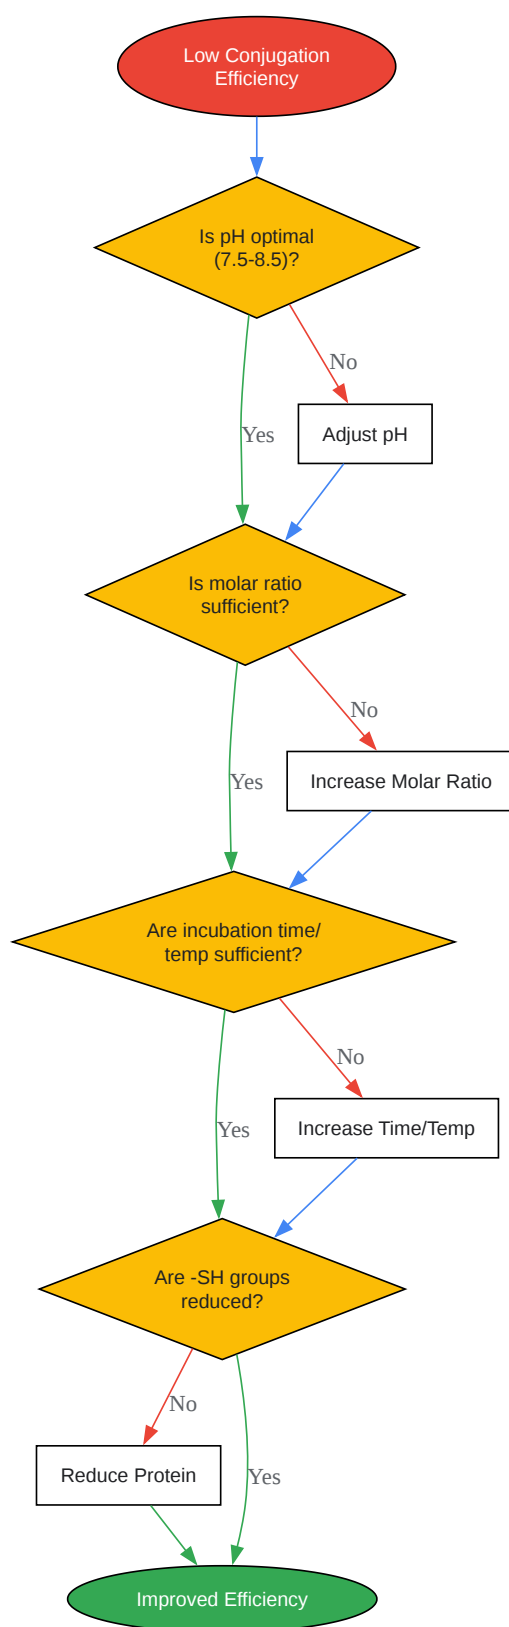 Low Conjugation
Efficiency
Is pH optimal
(7.5-8.5)?
No
Yes
Adjust pH
Is molar ratio
sufficient?
No
Yes
Increase Molar Ratio
Are incubation time/
temp sufficient?
No
Yes
Increase Time/Temp
Are -SH groups
reduced?
No
Reduce Protein
Yes
Improved Efficiency